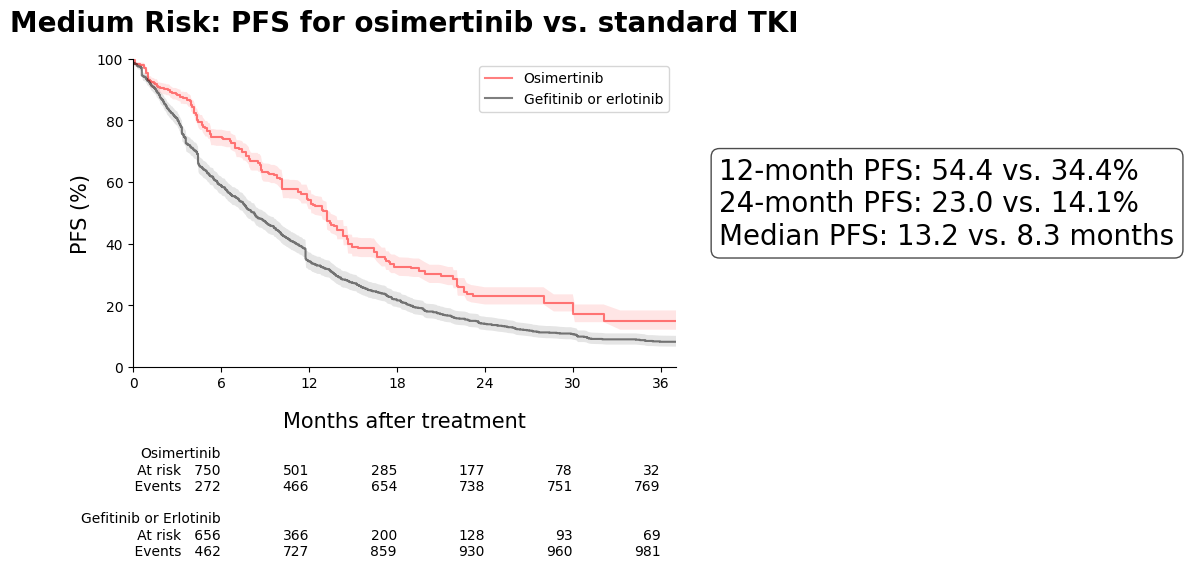 Medium Risk: PFS for osimertinib vs. standard TKI
100
80
60
40
20
0
PFS (%)
Osimertinib
Gefitinib or erlotinib
0 6 12 18 24 30 36
Months after treatment
12-month PFS: 54.4 vs. 34.4%
24-month PFS: 23.0 vs. 14.1%
Median PFS: 13.2 vs. 8.3 months
Osimertinib
At risk 750 501 285 177 78 32
Events 272 466 654 738 751 769
Gefitinib or Erlotinib
At risk 656 366 200 128 93 69
Events 462 727 859 930 960 981